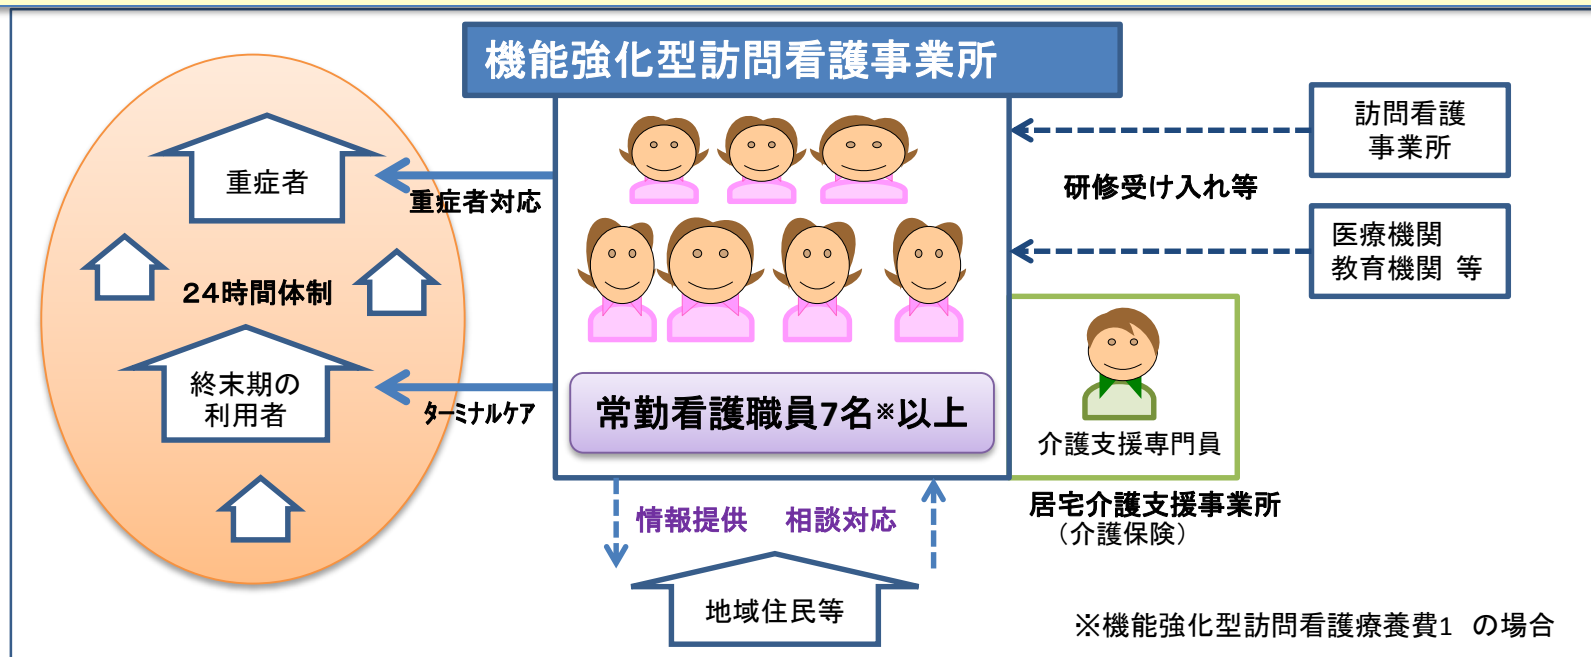 機能強化型訪問看護事業所
訪問看護
事業所
重症者
重症者対応
研修受け入れ等
医療機関
教育機関 等
24時間体制
終末期の
利用者
ターミナルケア
常勤看護職員7名※以上
介護支援専門員
居宅介護支援事業所
（介護保険）
情報提供 相談対応
地域住民等
※機能強化型訪問看護療養費1 の場合